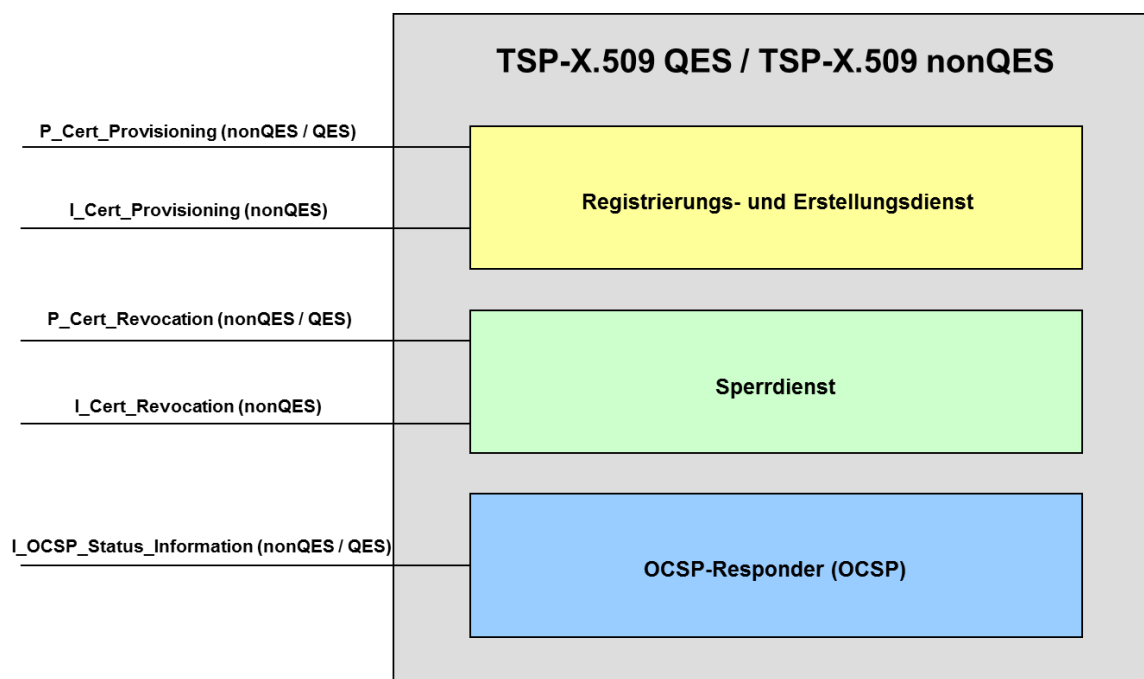 TSP-X.509 QES / TSP-X.509 nonQES
P_Cert_Provisioning (nonQES / QES)
I_Cert_Provisioning (nonQES)
Registrierungs- und Erstellungsdienst
P_Cert_Revocation (nonQES / QES)
I_Cert_Revocation (nonQES)
Sperrdienst
I_OCSP_Status_Information (nonQES / QES)
OCSP-Responder (OCSP)